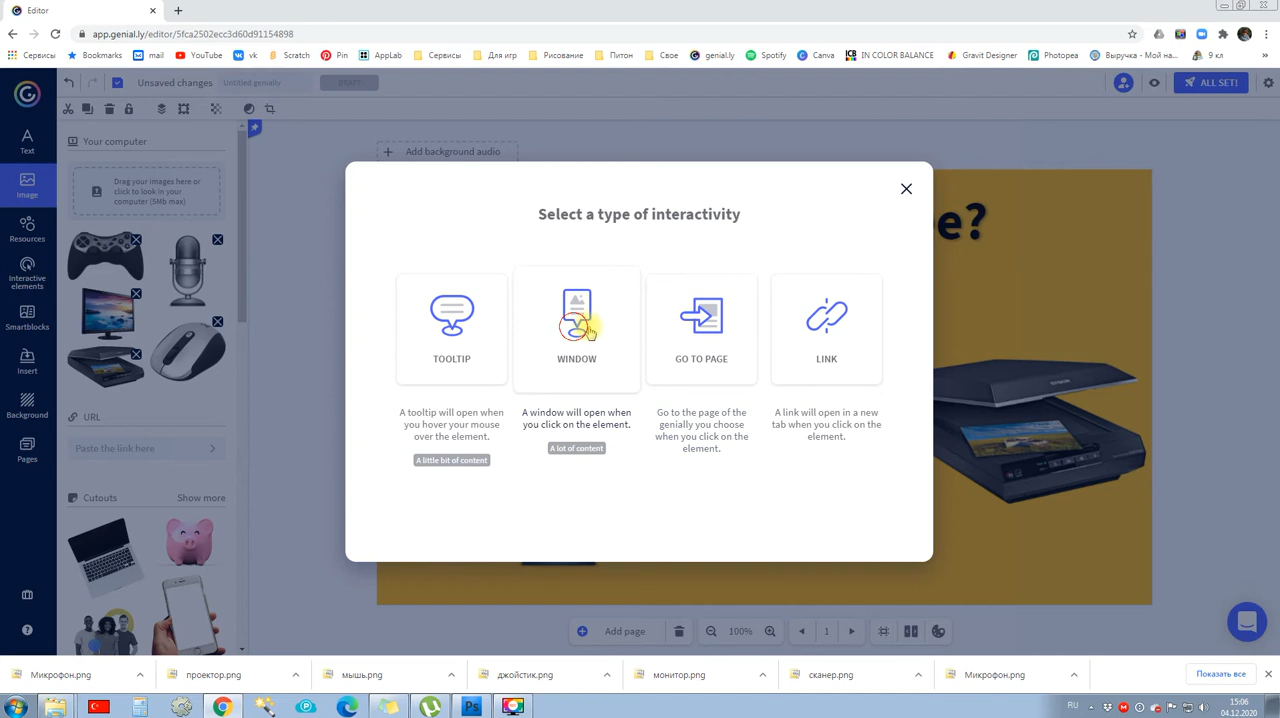 Editor
app.genial.ly/editor/5fca2502ecc3d60d91154898
Сервисы
Bookmarks
mail
YouTube
vk
Scratch
Pin
AppLab
Сервисы
Для игр
Рисование
Питон
Свое
genial.ly
Spotify
Canva
IN COLOR BALANCE
Gravit Designer
Photopea
Выручка - Мой на...
9 кл
Unsaved changes
Untitled genially
DRAFT
ALL SET!
Text
Image
Resources
Interactive
elements
Smartblocks
Insert
Background
Pages
Your computer
Drag your images here or
click to look in your
computer (5Mb max)
URL
Paste the link here
Cutouts
Show more
Add background audio
е?
Select a type of interactivity
TOOLTIP
WINDOW
GO TO PAGE
LINK
A tooltip will open when
you hover your mouse
over the element.
A little bit of content
A window will open when
you click on the element.
A lot of content
Go to the page of the
genially you choose
when you click on the
element.
A link will open in a new
tab when you click on the
element.
EPSON
Add page
100%
1
Микрофон.png
проектор.png
мышь.png
джойстик.png
монитор.png
сканер.png
Микрофон.png
Показать все
RU
15:06
04.12.2020